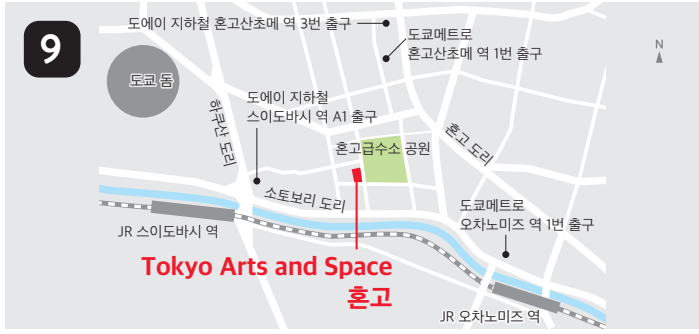 9
도에이 지하철 혼고산초메 역 3번 출구
도쿄메트로
혼고산초메 역 1번 출구
N
도쿄 돔
하쿠산 도리
도에이 지하철
스이도바시 역 A1 출구
혼고급수소 공원
혼고 도리
소토보리 도리
도쿄메트로
오차노미즈 역 1번 출구
JR 스이도바시 역
Tokyo Arts and Space
혼고
JR 오차노미즈 역